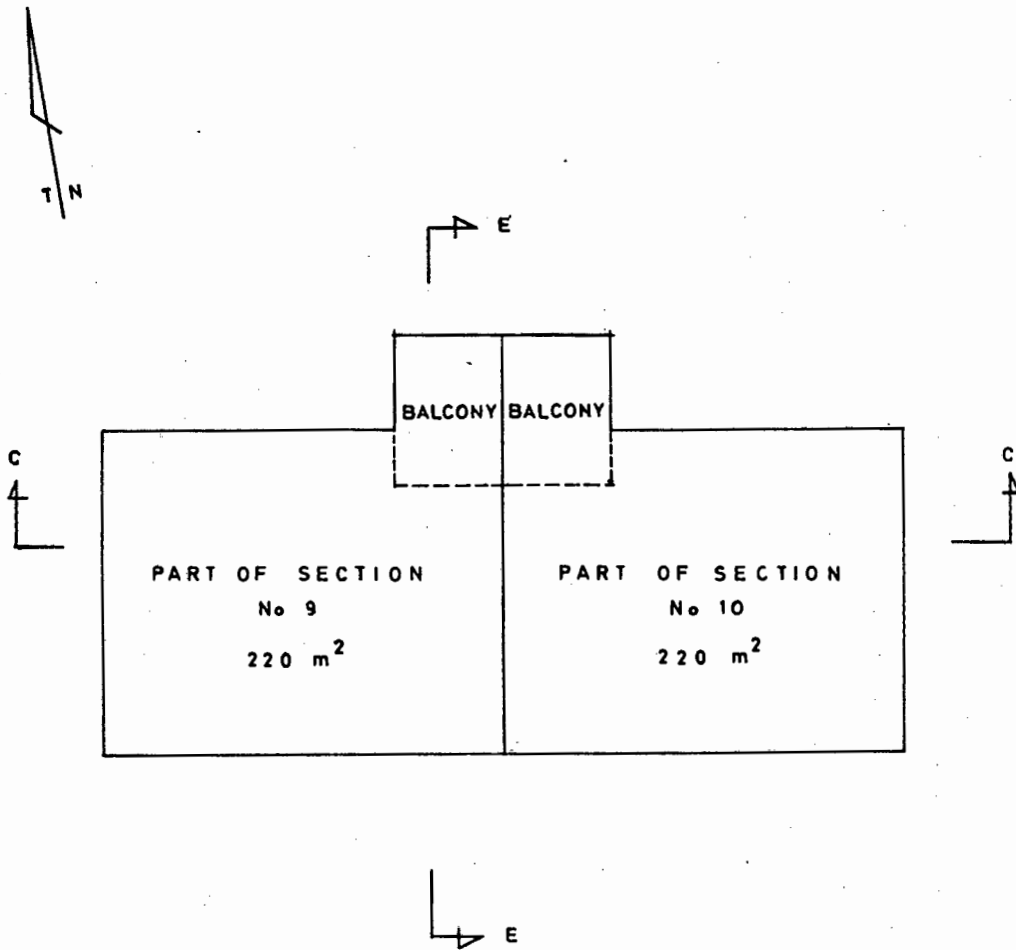 T N
E
BALCONY BALCONY
C C
PART OF SECTION
No 9
220 m²
PART OF SECTION
No 10
220 m²
E